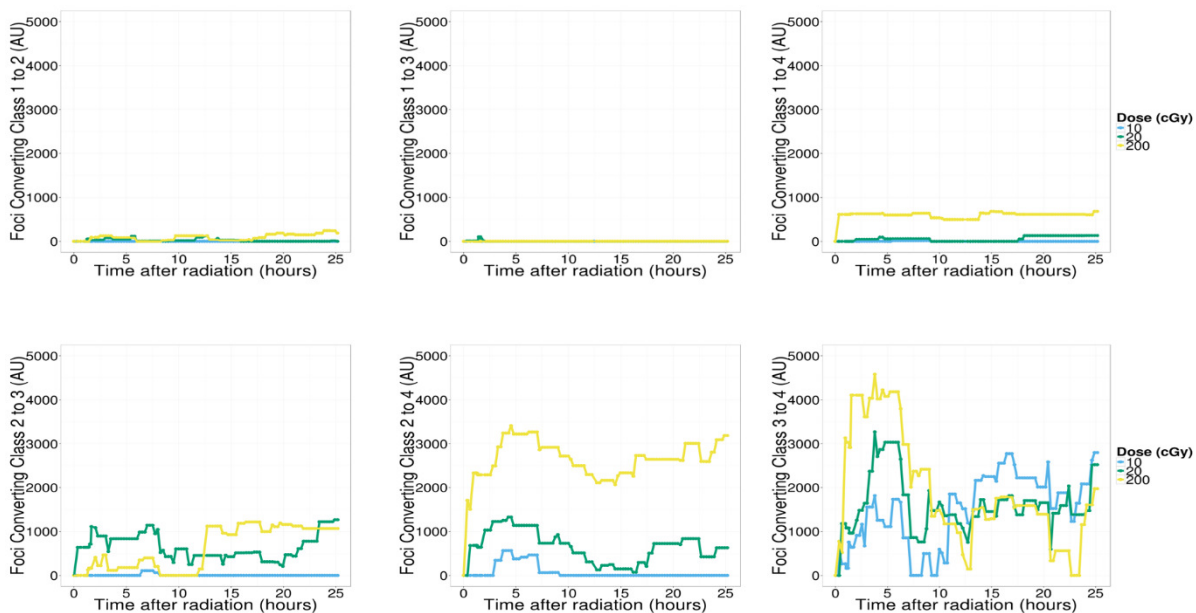 Foci Converting Class 1 to 2 (AU)
5000
4000
3000
2000
1000
0
0 5 10 15 20 25
Time after radiation (hours)
Foci Converting Class 1 to 3 (AU)
5000
4000
3000
2000
1000
0
0 5 10 15 20 25
Time after radiation (hours)
Foci Converting Class 1 to 4 (AU)
5000
4000
3000
2000
1000
0
0 5 10 15 20 25
Time after radiation (hours)
Dose (cGy)
10
20
200
Foci Converting Class 2 to 3 (AU)
5000
4000
3000
2000
1000
0
0 5 10 15 20 25
Time after radiation (hours)
Foci Converting Class 2 to 4 (AU)
5000
4000
3000
2000
1000
0
0 5 10 15 20 25
Time after radiation (hours)
Foci Converting Class 3 to 4 (AU)
5000
4000
3000
2000
1000
0
0 5 10 15 20 25
Time after radiation (hours)
Dose (cGy)
10
20
200